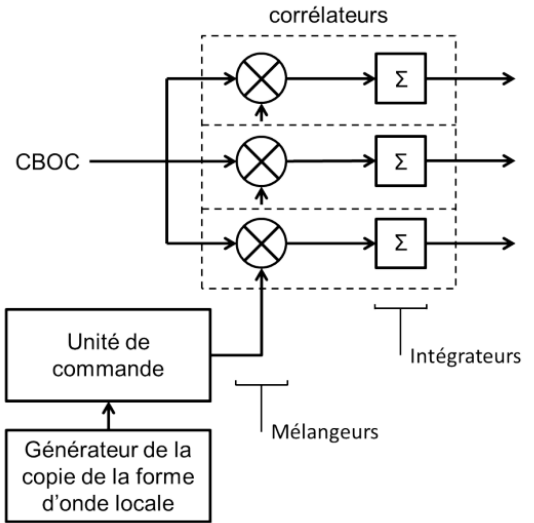 corrélateurs
Σ
CBOC
Σ
Σ
Unité de
commande
Intégrateurs
Mélangeurs
Générateur de la
copie de la forme
d'onde locale